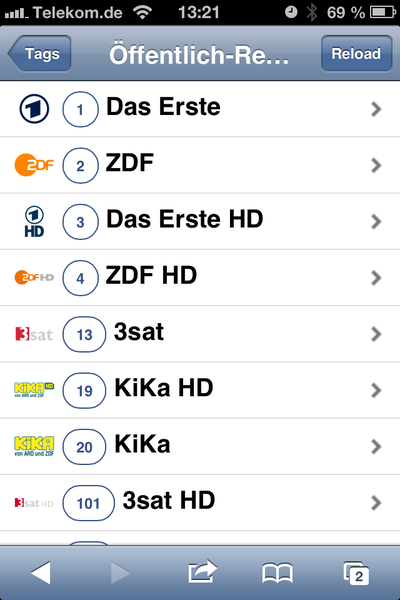 Telekom.de 13:21 69 %
Tags Öffentlich-Re... Reload
1 Das Erste
ZDF 2 ZDF
HD 3 Das Erste HD
ZDF HD 4 ZDF HD
3sat 13 3sat
KiKA HD von ARD und ZDF 19 KiKa HD
KiKA von ARD und ZDF 20 KiKa
3sat HD 101 3sat HD
2